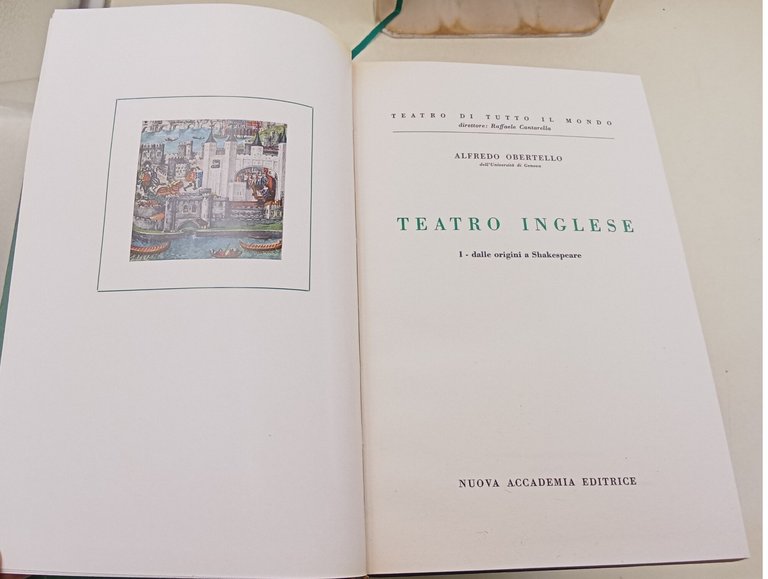 TEATRO DI TUTTO IL MONDO
direttore: Raffaele Cantarella
ALFREDO OBERTELLO
dell'Università di Genova
TEATRO INGLESE
I - dalle origini a Shakespeare
NUOVA ACCADEMIA EDITRICE